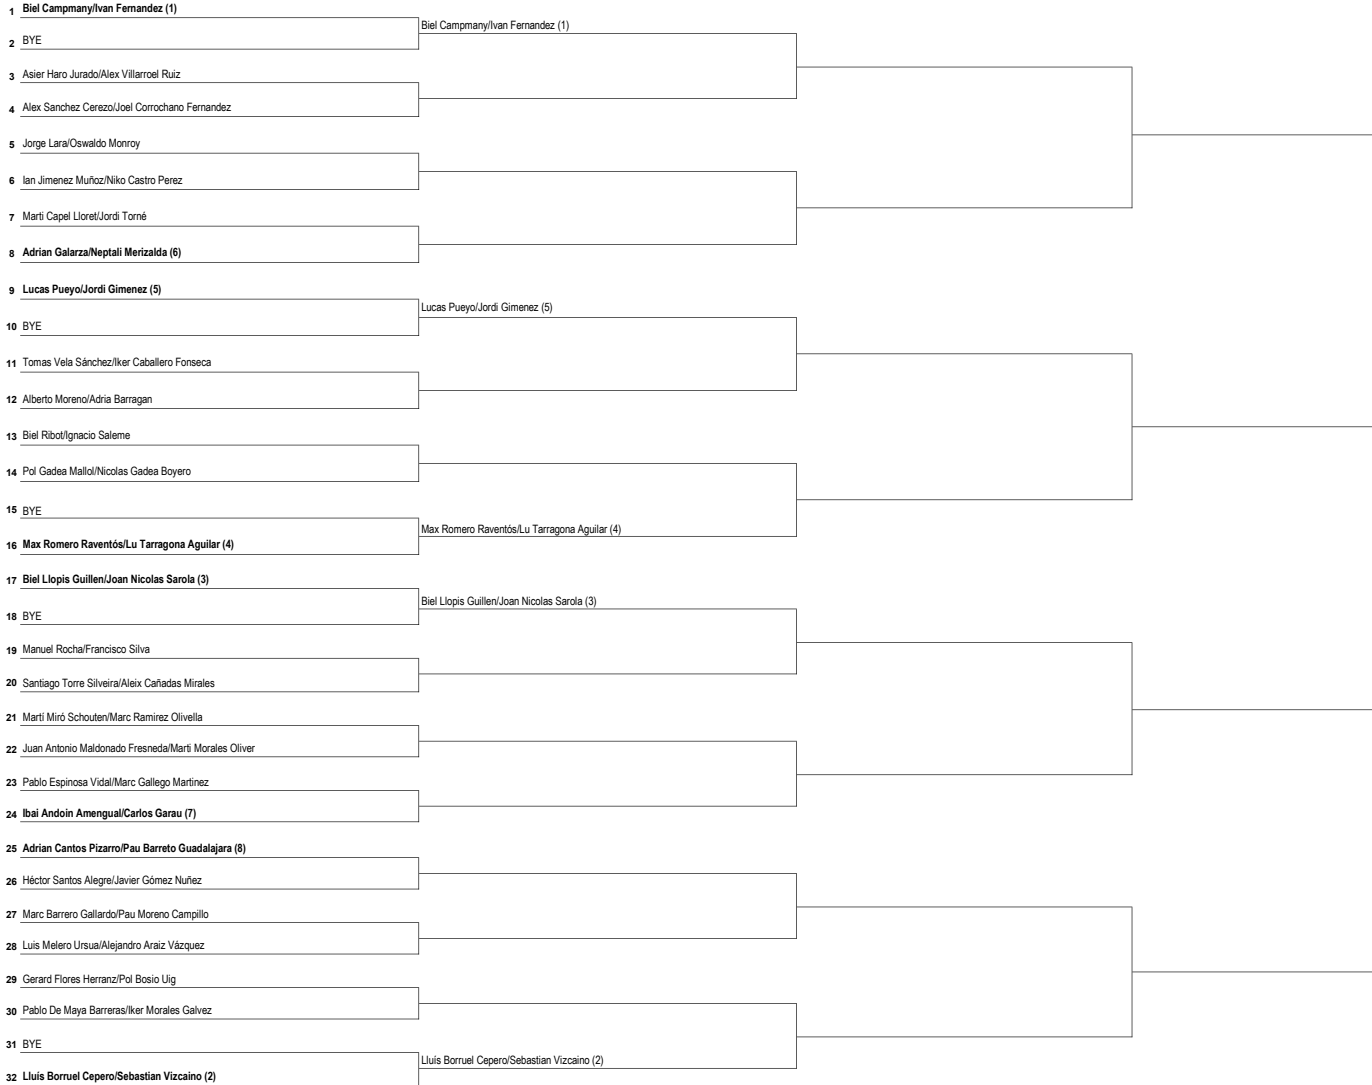 1 Biel Campmany/Ivan Fernandez (1)
Biel Campmany/Ivan Fernandez (1)
2 BYE
3 Asier Haro Jurado/Alex Villarroel Ruiz
4 Alex Sanchez Cerezo/Joel Corrochano Fernandez
5 Jorge Lara/Oswaldo Monroy
6 Ian Jimenez Muñoz/Niko Castro Perez
7 Marti Capel Lloret/Jordi Torné
8 Adrian Galarza/Neptali Merizalda (6)
9 Lucas Pueyo/Jordi Gimenez (5)
Lucas Pueyo/Jordi Gimenez (5)
10 BYE
11 Tomas Vela Sánchez/Iker Caballero Fonseca
12 Alberto Moreno/Adria Barragan
13 Biel Ribot/Ignacio Saleme
14 Pol Gadea Mallol/Nicolas Gadea Boyero
15 BYE
Max Romero Raventós/Lu Tarragona Aguilar (4)
16 Max Romero Raventós/Lu Tarragona Aguilar (4)
17 Biel Llopis Guillen/Joan Nicolas Sarola (3)
Biel Llopis Guillen/Joan Nicolas Sarola (3)
18 BYE
19 Manuel Rocha/Francisco Silva
20 Santiago Torre Silveira/Aleix Cañadas Mirales
21 Martí Miró Schouten/Marc Ramirez Olivella
22 Juan Antonio Maldonado Fresneda/Marti Morales Oliver
23 Pablo Espinosa Vidal/Marc Gallego Martinez
24 Ibai Andoin Amengual/Carlos Garau (7)
25 Adrian Cantos Pizarro/Pau Barreto Guadalajara (8)
26 Héctor Santos Alegre/Javier Gómez Nuñez
27 Marc Barrero Gallardo/Pau Moreno Campillo
28 Luis Melero Ursua/Alejandro Araiz Vázquez
29 Gerard Flores Herranz/Pol Bosio Uig
30 Pablo De Maya Barreras/Iker Morales Galvez
31 BYE
Lluís Borruel Cepero/Sebastian Vizcaino (2)
32 Lluís Borruel Cepero/Sebastian Vizcaino (2)